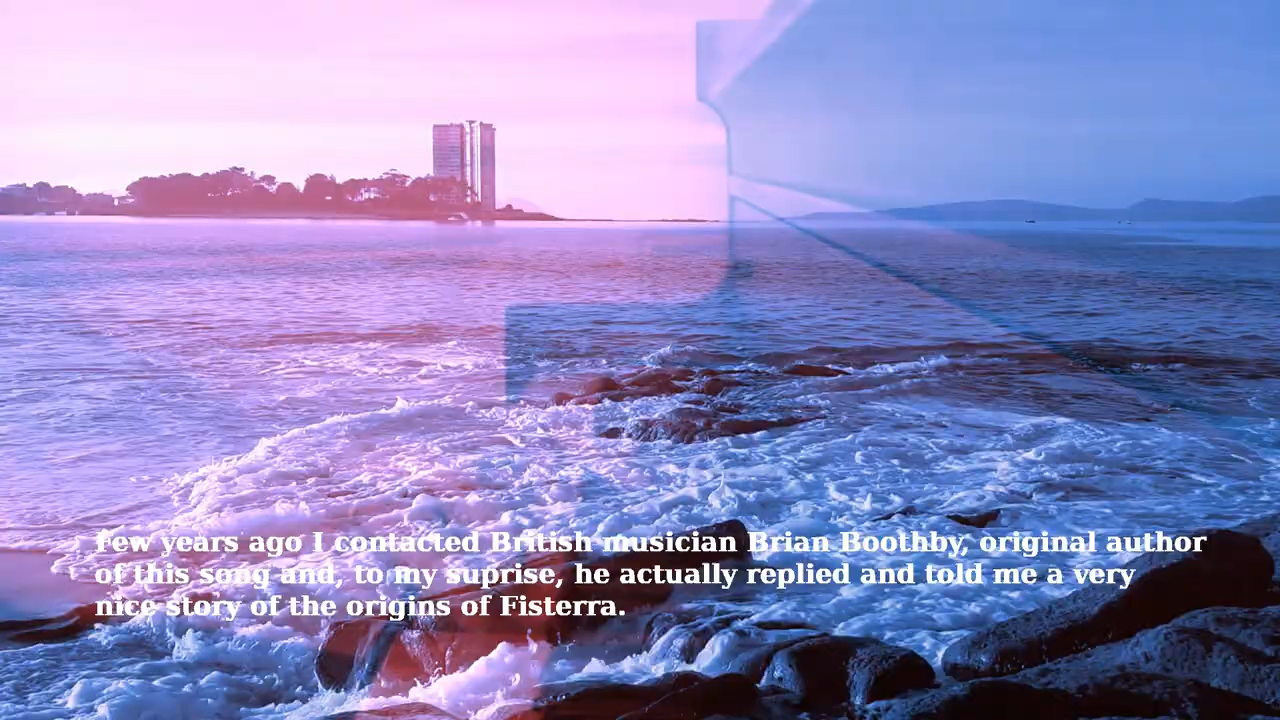 Few years ago I contacted British musician Brian Boothby, original author
of this song and, to my suprise, he actually replied and told me a very
nice story of the origins of Fisterra.